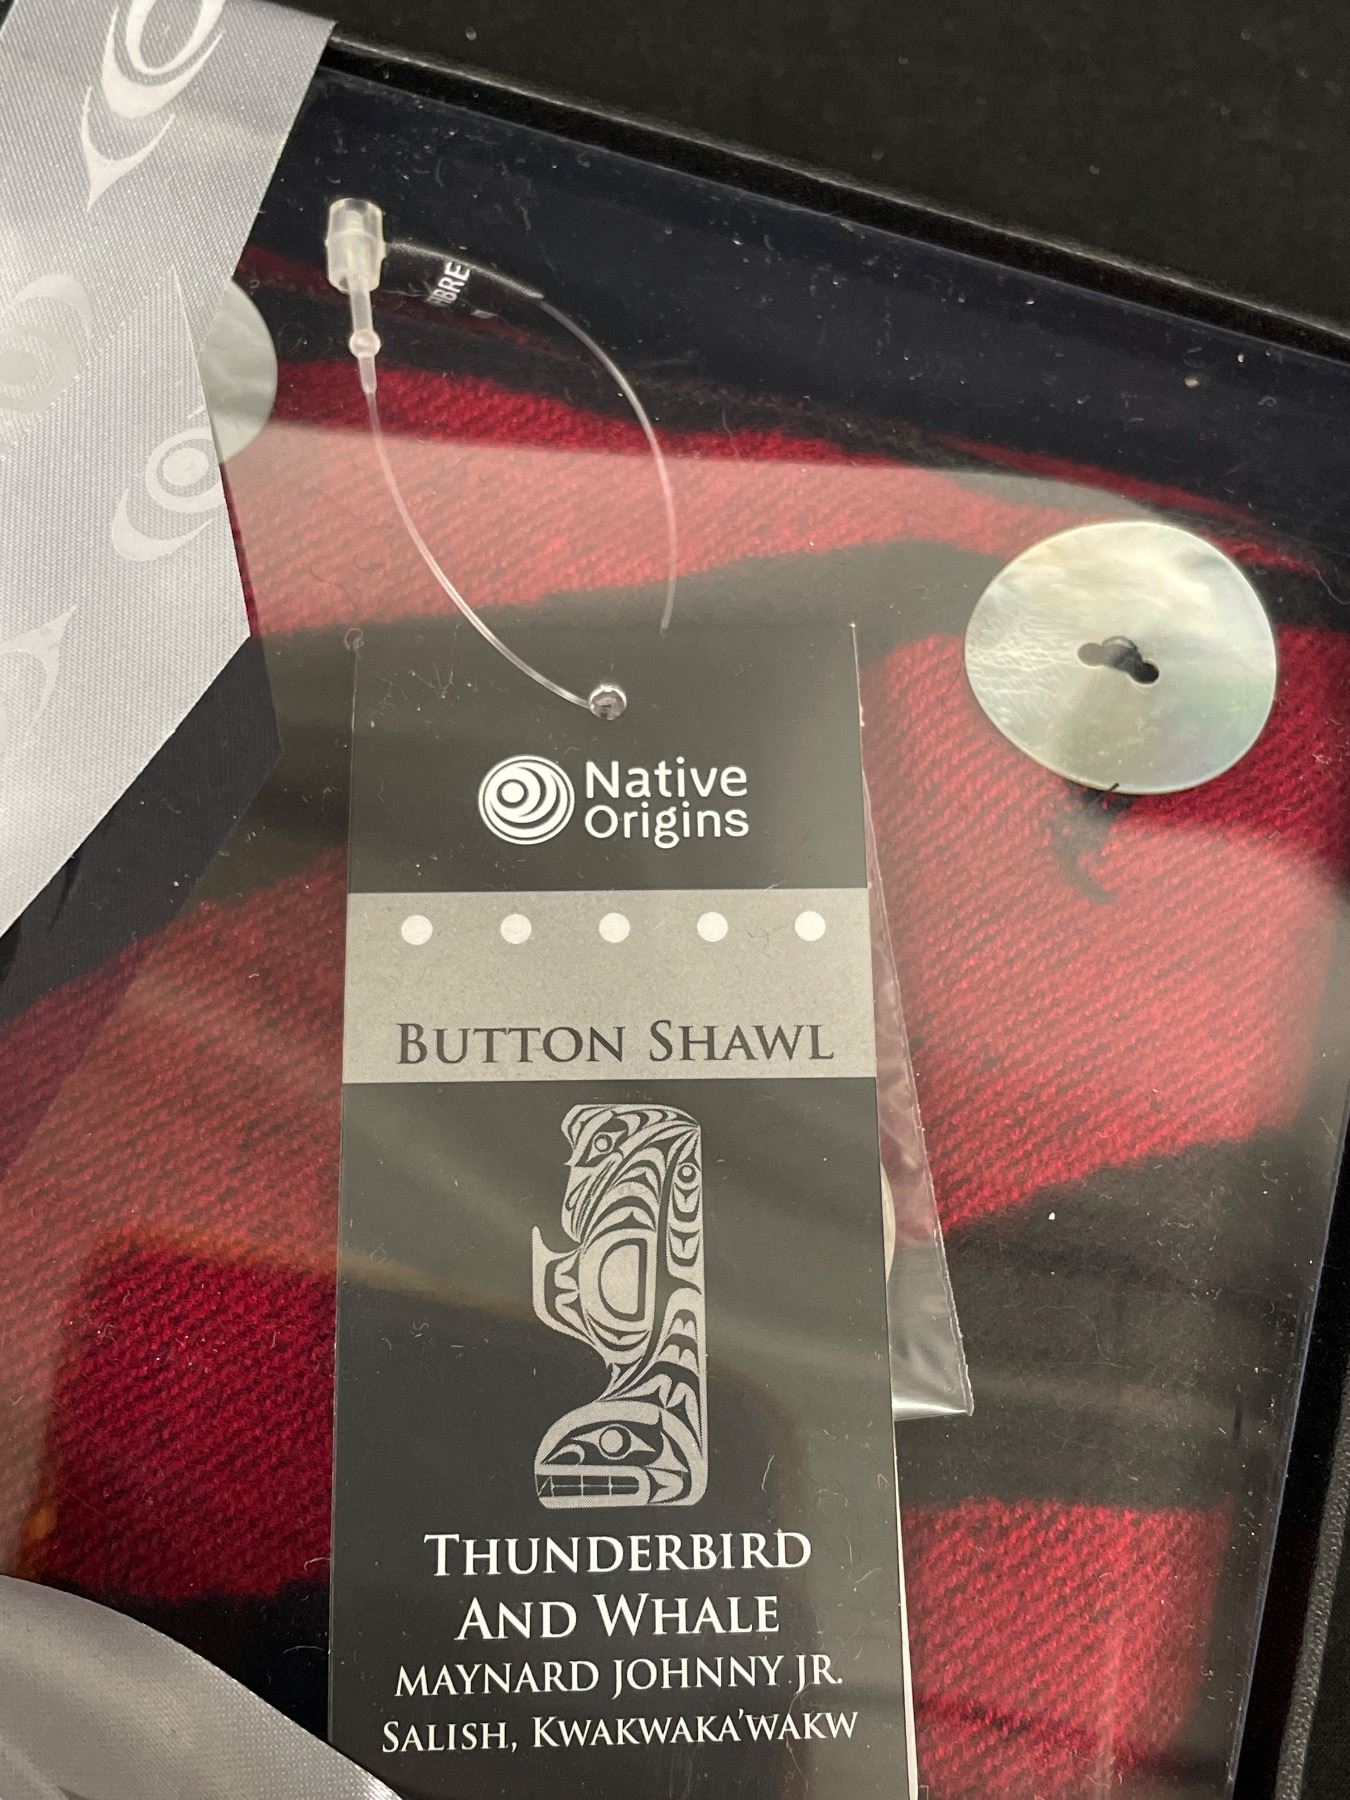 Native
Origins
BUTTON SHAWL
THUNDERBIRD
AND WHALE
MAYNARD JOHNNY JR.
SALISH, KWAKWAKA'WAKW